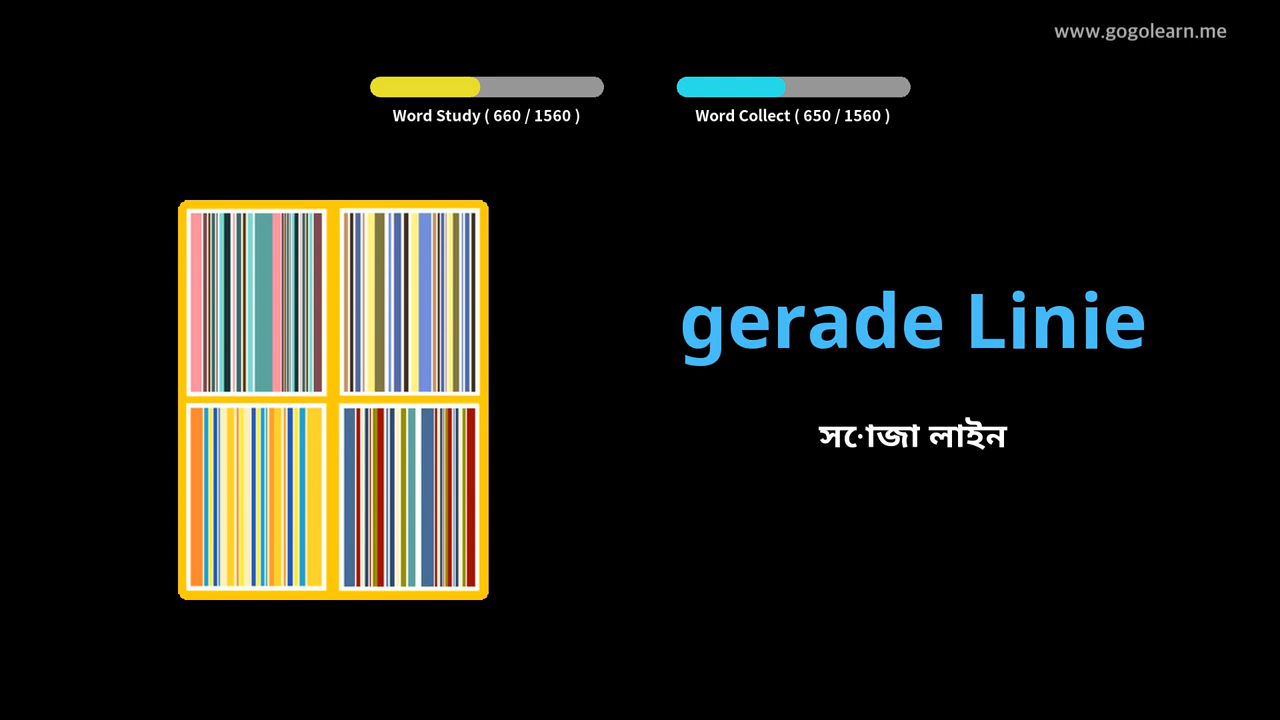 www.gogolearn.me
Word Study ( 660 / 1560 )
Word Collect ( 650 / 1560 )
gerade Linie
সোজা লাইন